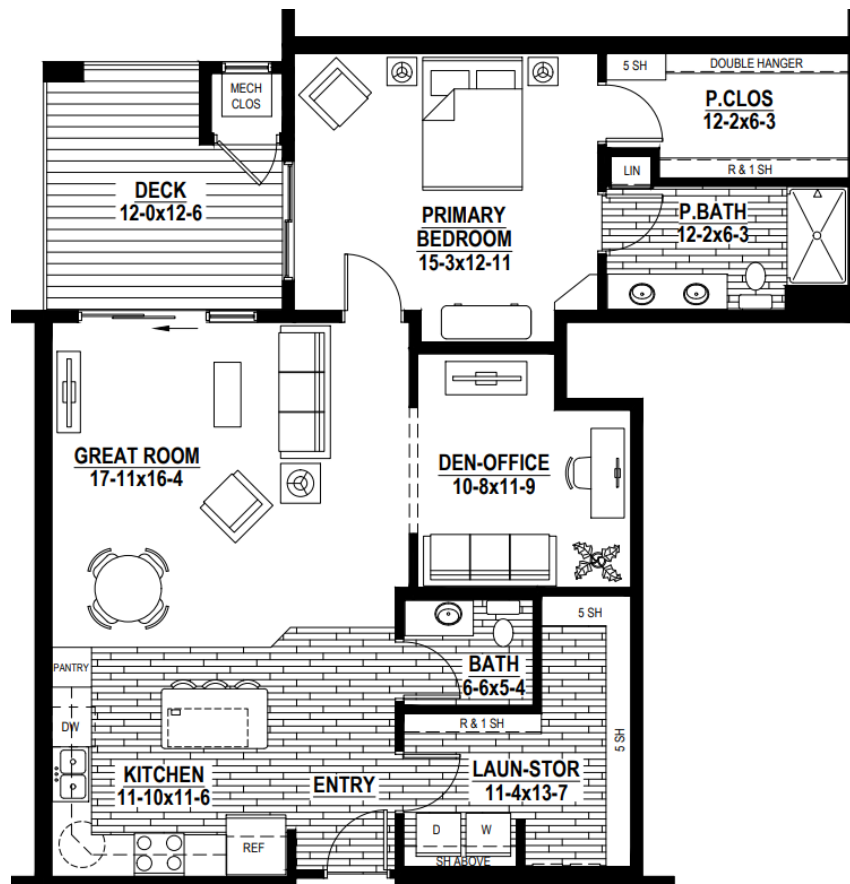 5 SH
DOUBLE HANGER
MECH
CLOS
P.CLOS
12-2x6-3
R & 1 SH
LIN
DECK
12-0x12-6
PRIMARY
BEDROOM
15-3x12-11
P.BATH
12-2x6-3
GREAT ROOM
17-11x16-4
DEN-OFFICE
10-8x11-9
5 SH
BATH
6-6x5-4
PANTRY
R & 1 SH
DW
5 SH
KITCHEN
11-10x11-6
ENTRY
LAUN-STOR
11-4x13-7
D
W
REF
SH ABOVE